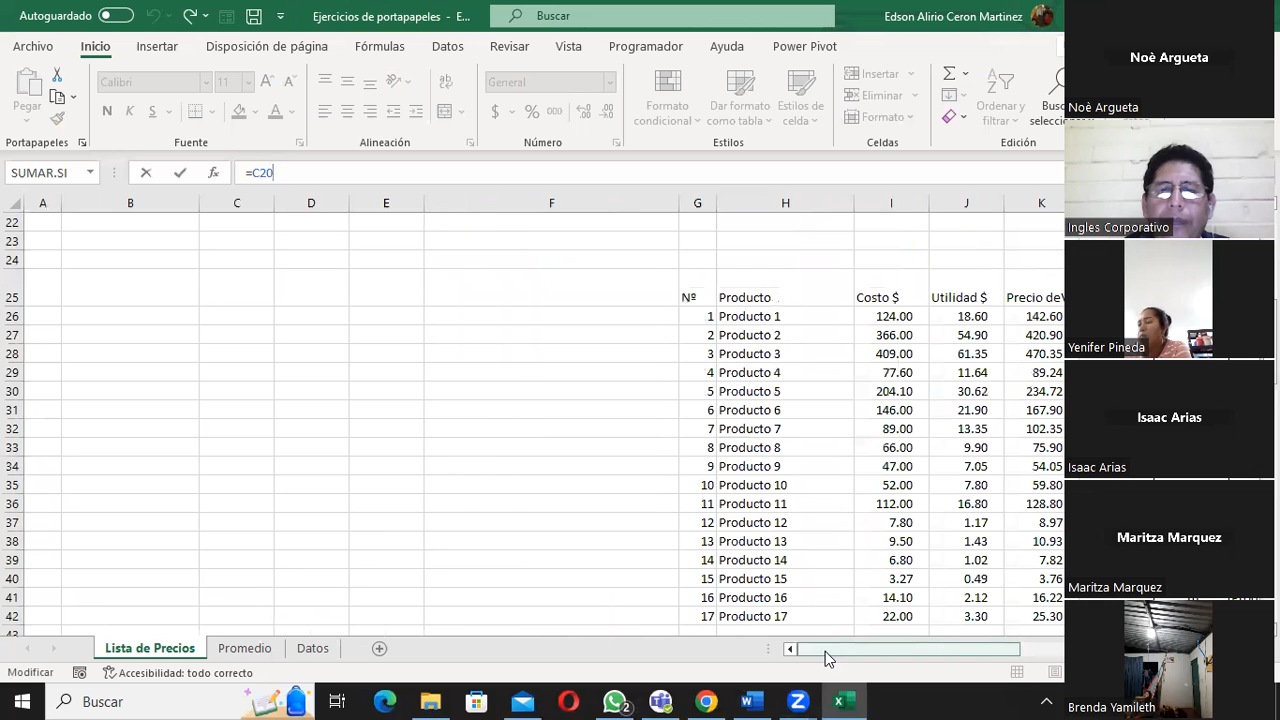 Autoguardado
Ejercicios de portapapeles - E...
Buscar
Edson Alirio Ceron Martinez
Archivo Inicio Insertar Disposición de página Fórmulas Datos Revisar Vista Programador Ayuda Power Pivot
Pegar
Calibri 11
N K S
ab
General
$ % 000
Formato condicional
Dar formato como tabla
Estilos de celda
Insertar
Eliminar
Formato
Ordenar y filtrar
Portapapeles Fuente Alineación Número Estilos Celdas Edición
SUMAR.SI fx =C20
A B C D E F G H I J K
22
23
24
25 Nº Producto Costo $ Utilidad $ Precio deV
26 1 Producto 1 124.00 18.60 142.60
27 2 Producto 2 366.00 54.90 420.90
28 3 Producto 3 409.00 61.35 470.35
29 4 Producto 4 77.60 11.64 89.24
30 5 Producto 5 204.10 30.62 234.72
31 6 Producto 6 146.00 21.90 167.90
32 7 Producto 7 89.00 13.35 102.35
33 8 Producto 8 66.00 9.90 75.90
34 9 Producto 9 47.00 7.05 54.05
35 10 Producto 10 52.00 7.80 59.80
36 11 Producto 11 112.00 16.80 128.80
37 12 Producto 12 7.80 1.17 8.97
38 13 Producto 13 9.50 1.43 10.93
39 14 Producto 14 6.80 1.02 7.82
40 15 Producto 15 3.27 0.49 3.76
41 16 Producto 16 14.10 2.12 16.22
42 17 Producto 17 22.00 3.30 25.30
Lista de Precios Promedio Datos
Modificar Accesibilidad: todo correcto
Buscar
2
Noè Argueta
Noè Argueta
Ingles Corporativo
Yenifer Pineda
Isaac Arias
Isaac Arias
Maritza Marquez
Maritza Marquez
Brenda Yamileth